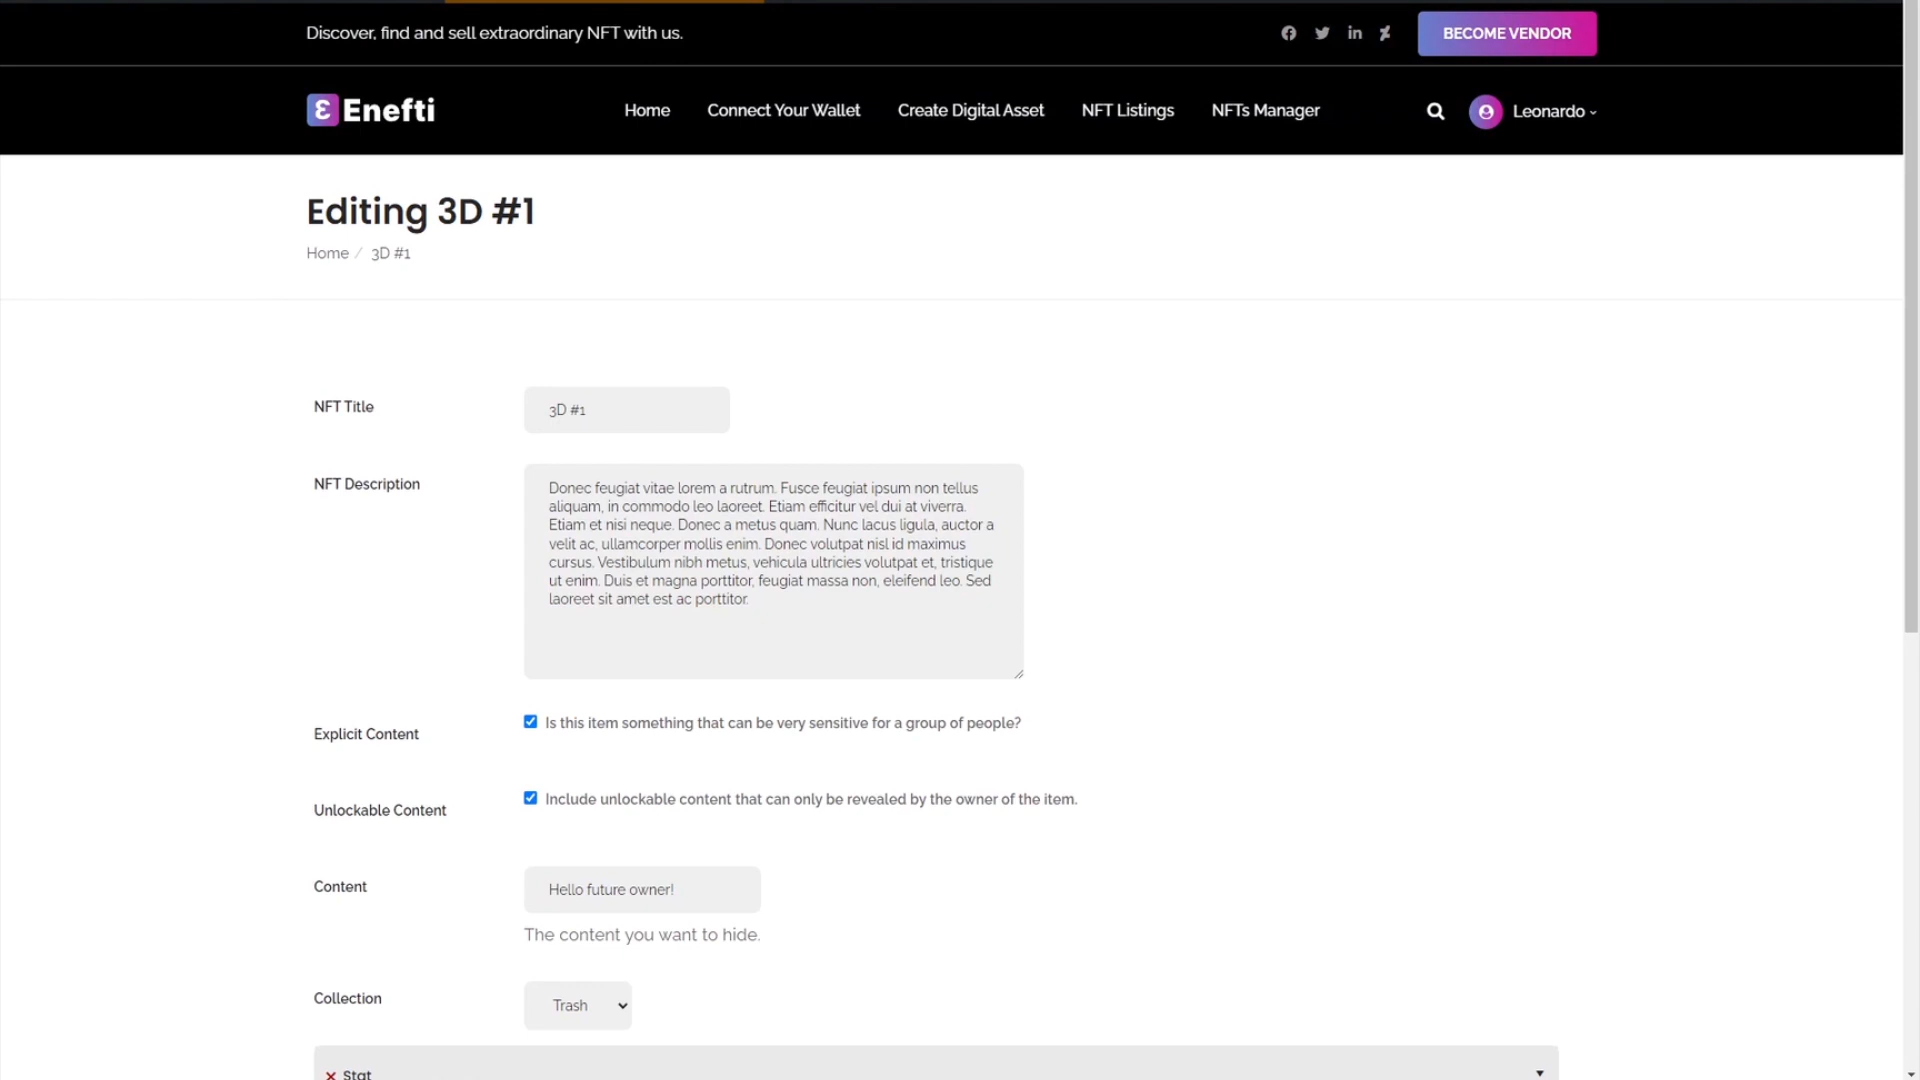 Discover, find and sell extraordinary NFT with us.
BECOME VENDOR
Enefti
Home
Connect Your Wallet
Create Digital Asset
NFT Listings
NFTs Manager
Leonardo
Editing 3D #1
Home / 3D #1
NFT Title
3D #1
NFT Description
Donec feugiat vitae lorem a rutrum. Fusce feugiat ipsum non tellus
aliquam, in commodo leo laoreet. Etiam efficitur vel dui at viverra.
Etiam et nisi neque. Donec a metus quam. Nunc lacus ligula, auctor a
velit ac, ullamcorper mollis enim. Donec volutpat nisl id maximus
cursus. Vestibulum nibh metus, vehicula ultricies volutpat et, tristique
ut enim. Duis et magna porttitor, feugiat massa non, eleifend leo. Sed
laoreet sit amet est ac porttitor.
Explicit Content
Is this item something that can be very sensitive for a group of people?
Unlockable Content
Include unlockable content that can only be revealed by the owner of the item.
Content
Hello future owner!
The content you want to hide.
Collection
Trash
Stat